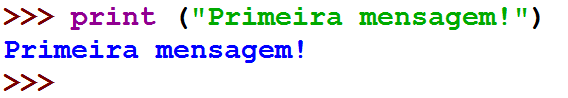 >>> print ("Primeira mensagem!")
Primeira mensagem!
>>>